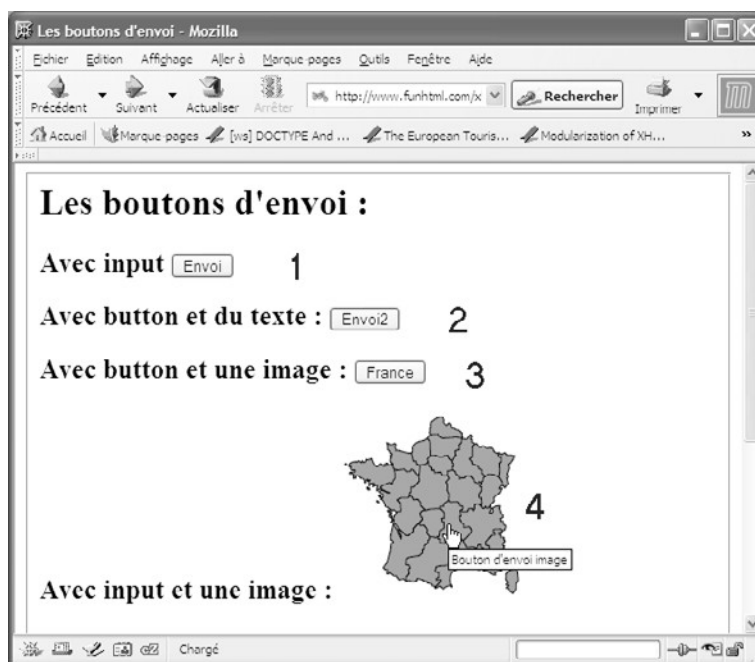 Les boutons d'envoi - Mozilla
Fichier Edition Affichage Aller à Marque-pages Outils Fenêtre Aide
Précédent Suivant Actualiser Arrêter http://www.funhtml.com/x Rechercher Imprimer
Accueil Marque-pages [ws] DOCTYPE And ... The European Touris... Modularization of XH... »
Les boutons d'envoi :
Avec input Envoi 1
Avec button et du texte : Envoi2 2
Avec button et une image : France 3
4
Bouton d'envoi image
Avec input et une image :
Chargé